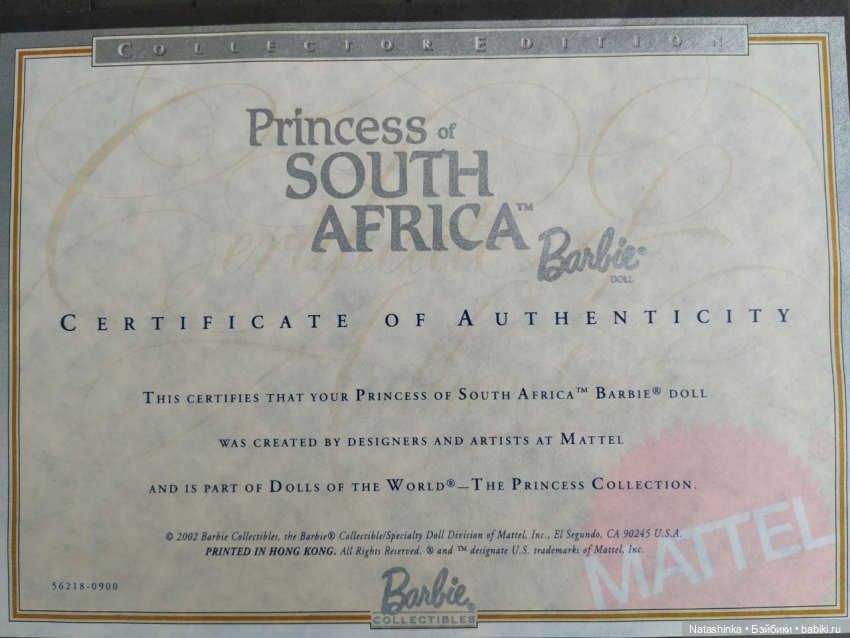 COLLECTOR EDITION
Princess of
SOUTH
AFRICA™
Barbie®
DOLL
CERTIFICATE OF AUTHENTICITY
THIS CERTIFIES THAT YOUR PRINCESS OF SOUTH AFRICA™ BARBIE® DOLL
WAS CREATED BY DESIGNERS AND ARTISTS AT MATTEL
AND IS PART OF DOLLS OF THE WORLD®—THE PRINCESS COLLECTION.
© 2002 Barbie Collectibles, the Barbie® Collectible/Specialty Doll Division of Mattel, Inc., El Segundo, CA 90245 U.S.A.
PRINTED IN HONG KONG. All Rights Reserved. ® and ™ designate U.S. trademarks of Mattel, Inc.
MATTEL
56218-0900
Barbie®
COLLECTIBLES
Natashinka • Бэйбики • babiki.ru